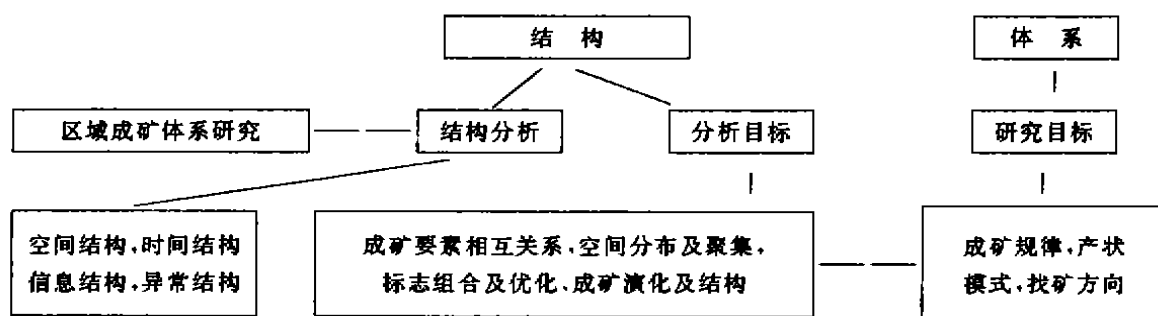 结 构
体 系
区域成矿体系研究
结构分析
分析目标
研究目标
空间结构,时间结构
信息结构,异常结构
成矿要素相互关系,空间分布及聚集,
标志组合及优化、成矿演化及结构
成矿规律,产状
模式,找矿方向